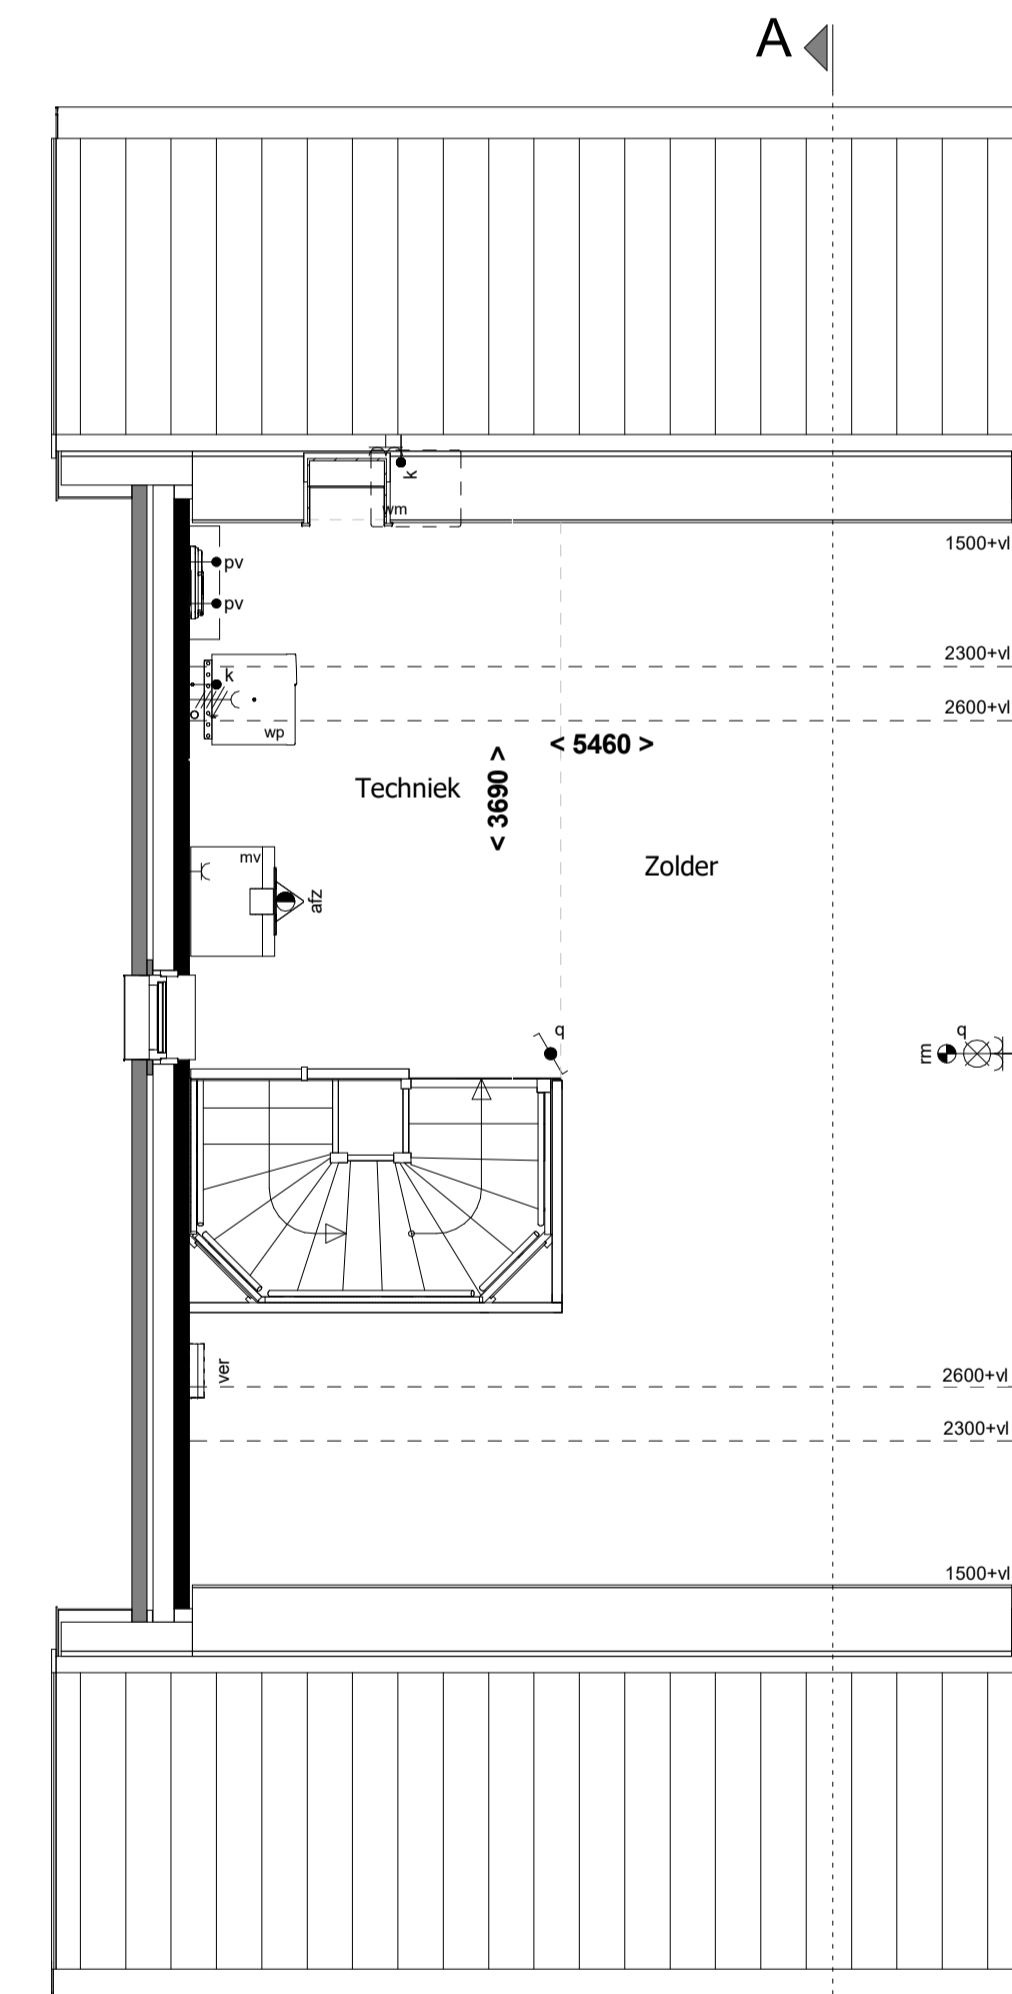 A
k
wm
1500+vl
pv
pv
2300+vl
k
2600+vl
wp
< 5460 >
< 3690 >
Techniek
Zolder
mv
afz
q
q
rm
ver
2600+vl
2300+vl
1500+vl